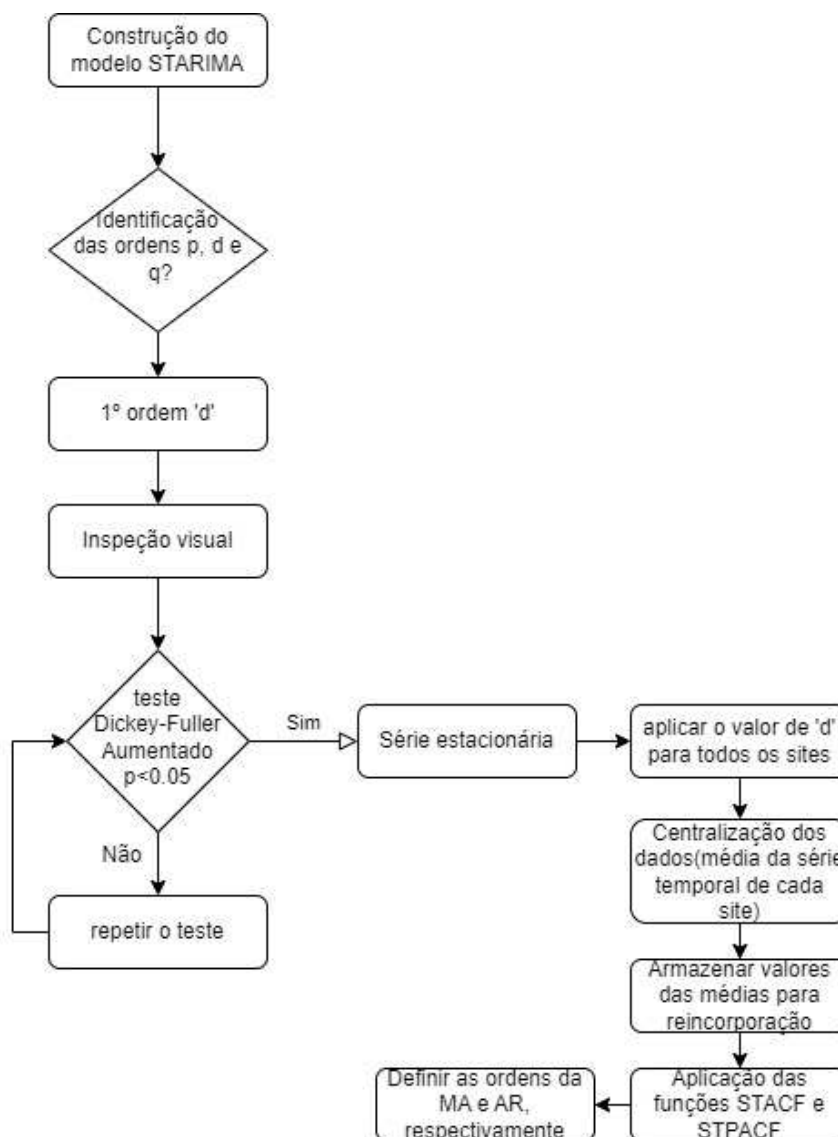 Construção do
modelo STARIMA
Identificação
das ordens p, d e
q?
1º ordem 'd'
Inspeção visual
teste
Dickey-Fuller
Aumentado
p<0.05
Sim
Não
repetir o teste
Série estacionária
aplicar o valor de 'd'
para todos os sites
Centralização dos
dados(média da série
temporal de cada
site)
Armazenar valores
das médias para
reincorporação
Aplicação das
funções STACF e
STPACF
Definir as ordens da
MA e AR,
respectivamente